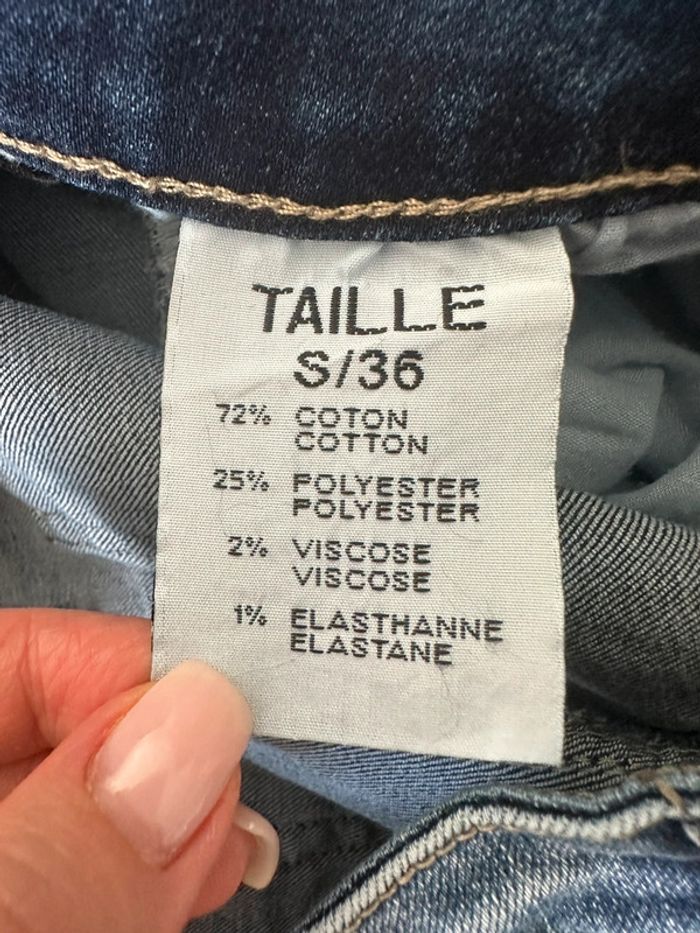 TAILLE
S/36
72% COTON
COTTON
25% POLYESTER
POLYESTER
2% VISCOSE
VISCOSE
1% ELASTHANNE
ELASTANE